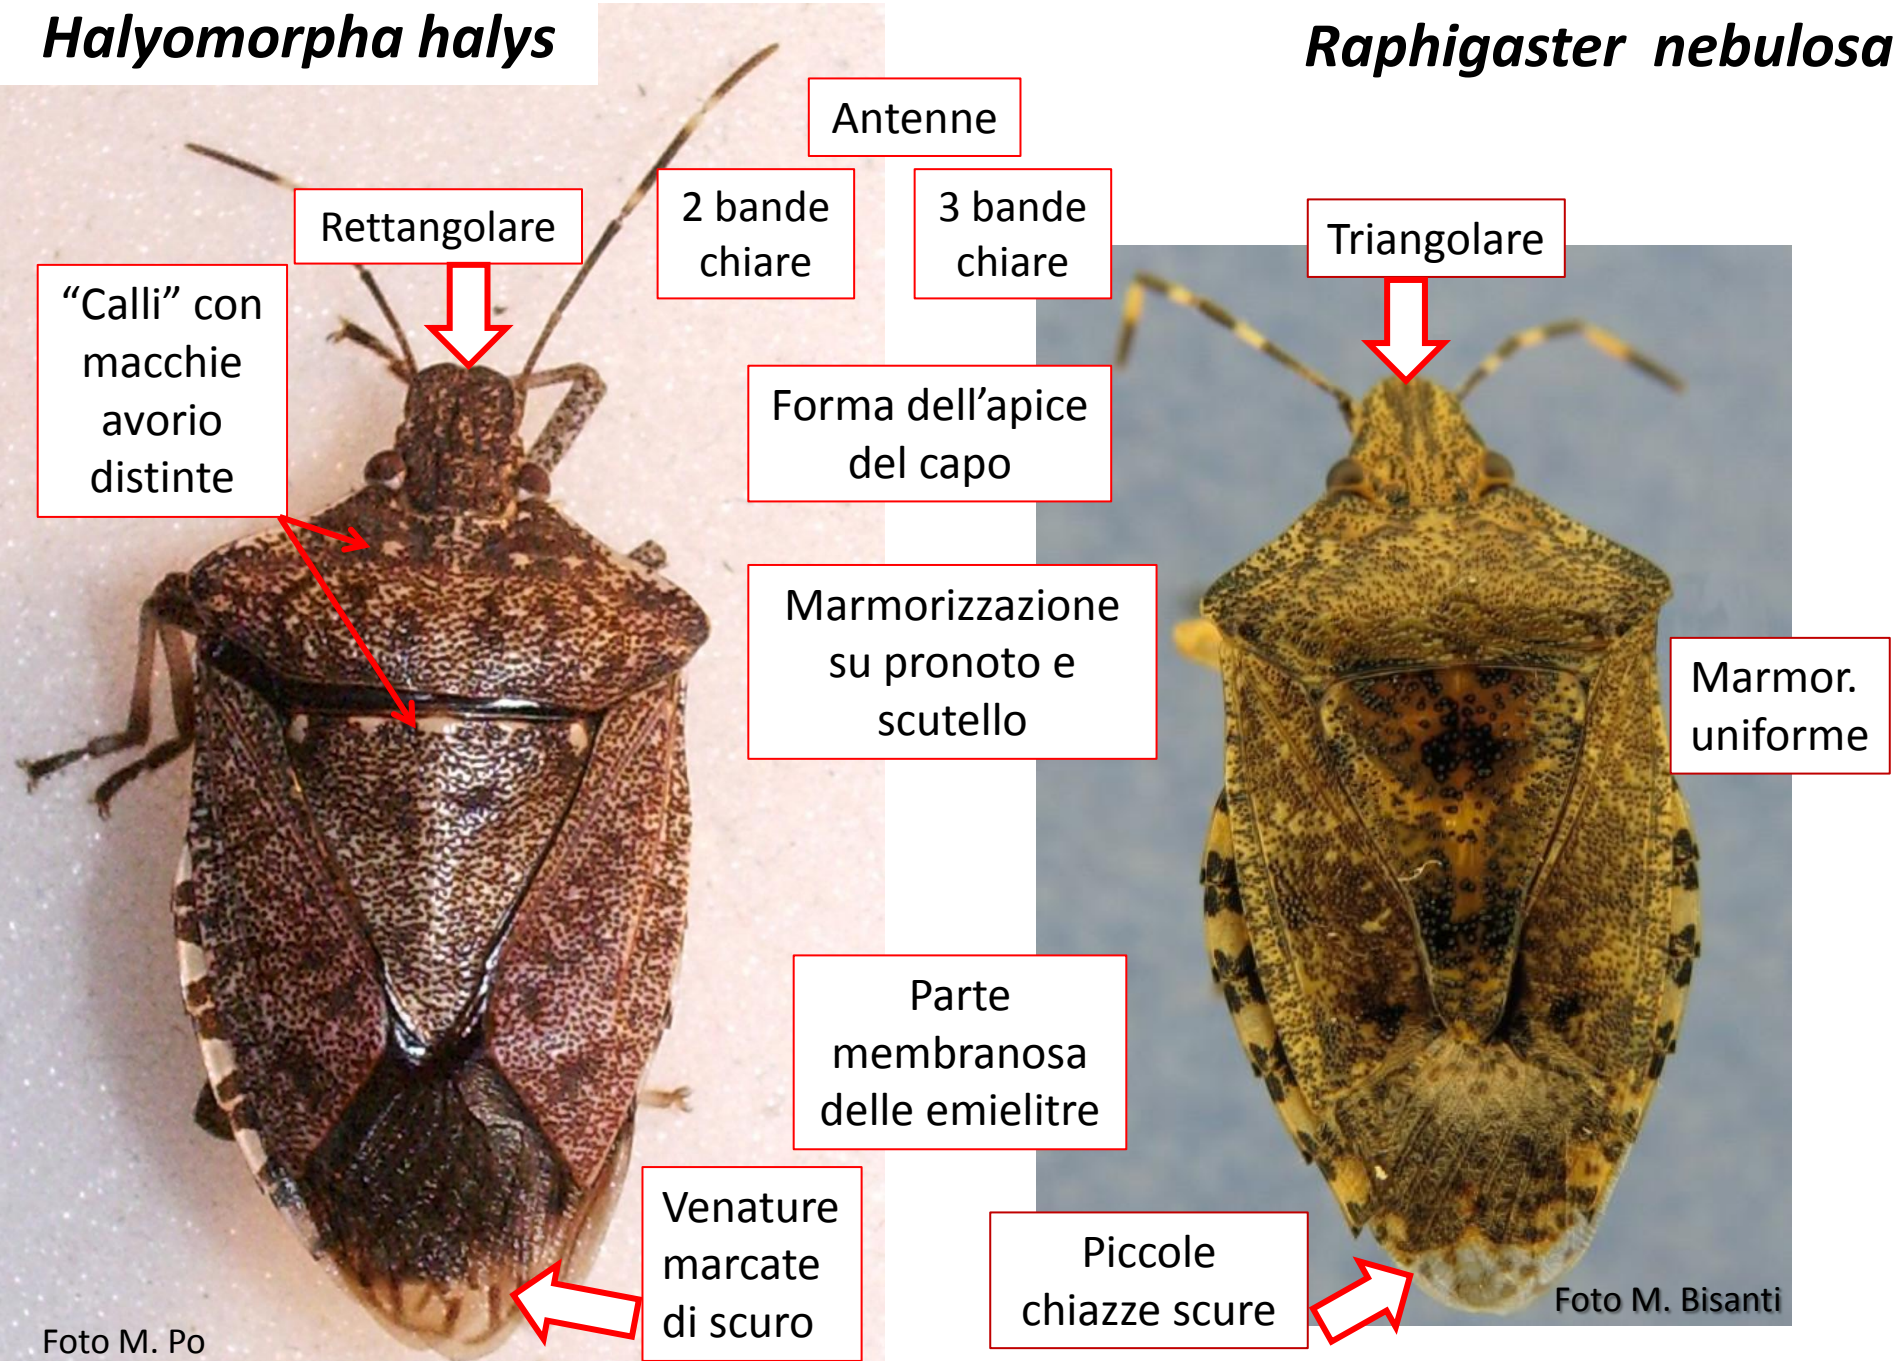 Halyomorpha halys
Raphigaster nebulosa
Antenne
2 bande
chiare
3 bande
chiare
Rettangolare
Triangolare
“Calli” con
macchie
avorio
distinte
Forma dell’apice
del capo
Marmorizzazione
su pronoto e
scutello
Marmor.
uniforme
Parte
membranosa
delle emielitre
Venature
marcate
di scuro
Piccole
chiazze scure
Foto M. Po
Foto M. Bisanti